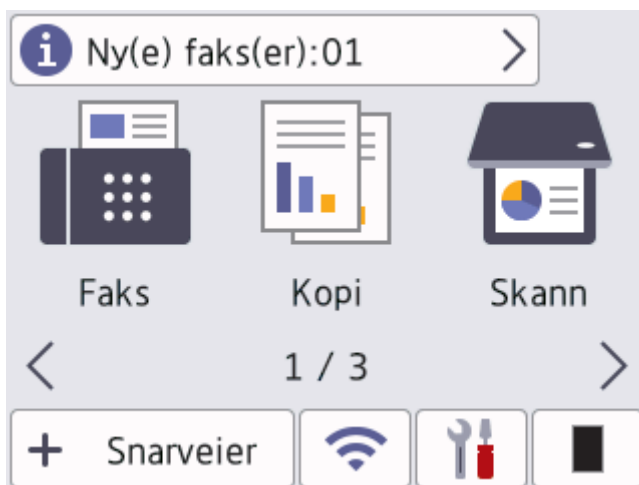 Ny(e) faks(er):01
Faks Kopi Skann
1 / 3
Snarveier